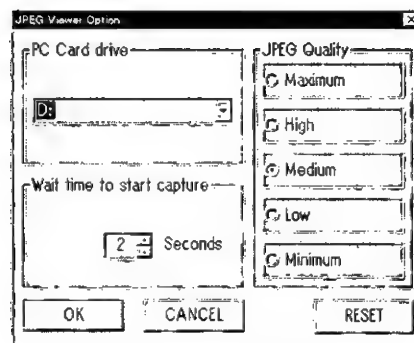 JPEG Viewer Option
PC Card drive
D:
Wait time to start capture
2 Seconds
JPEG Quality
Maximum
High
Medium
Low
Minimum
OK
CANCEL
RESET